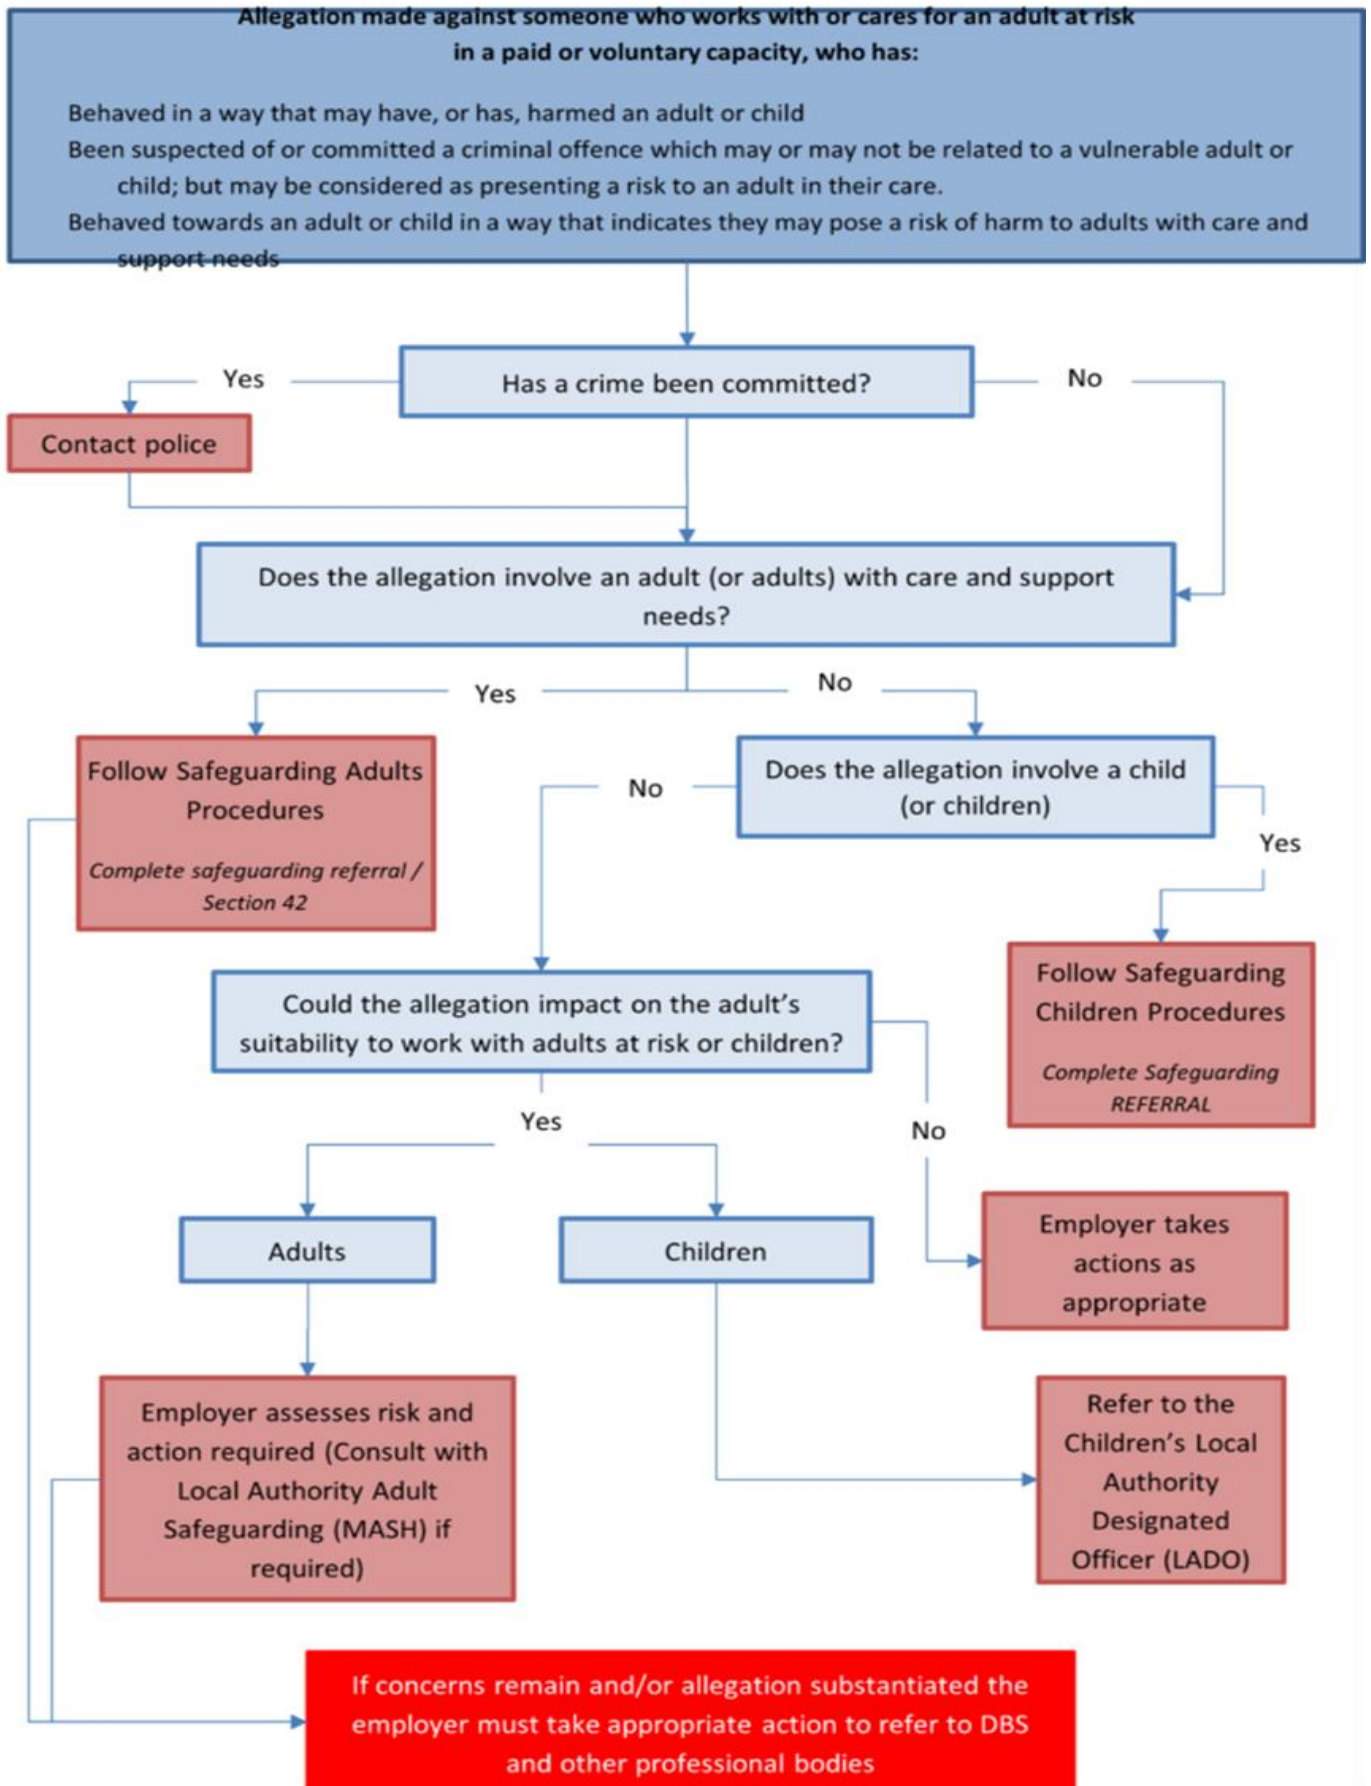 Allegation made against someone who works with or cares for an adult at risk
in a paid or voluntary capacity, who has:
Behaved in a way that may have, or has, harmed an adult or child
Been suspected of or committed a criminal offence which may or may not be related to a vulnerable adult or
child; but may be considered as presenting a risk to an adult in their care.
Behaved towards an adult or child in a way that indicates they may pose a risk of harm to adults with care and
support needs
Yes
Has a crime been committed?
No
Contact police
Does the allegation involve an adult (or adults) with care and support
needs?
Yes
No
Follow Safeguarding Adults
Procedures
Complete safeguarding referral /
Section 42
No
Does the allegation involve a child
(or children)
Yes
Follow Safeguarding
Children Procedures
Complete Safeguarding
REFERRAL
Could the allegation impact on the adult's
suitability to work with adults at risk or children?
Yes
No
Adults
Children
Employer takes
actions as
appropriate
Employer assesses risk and
action required (Consult with
Local Authority Adult
Safeguarding (MASH) if
required)
Refer to the
Children's Local
Authority
Designated
Officer (LADO)
If concerns remain and/or allegation substantiated the
employer must take appropriate action to refer to DBS
and other professional bodies